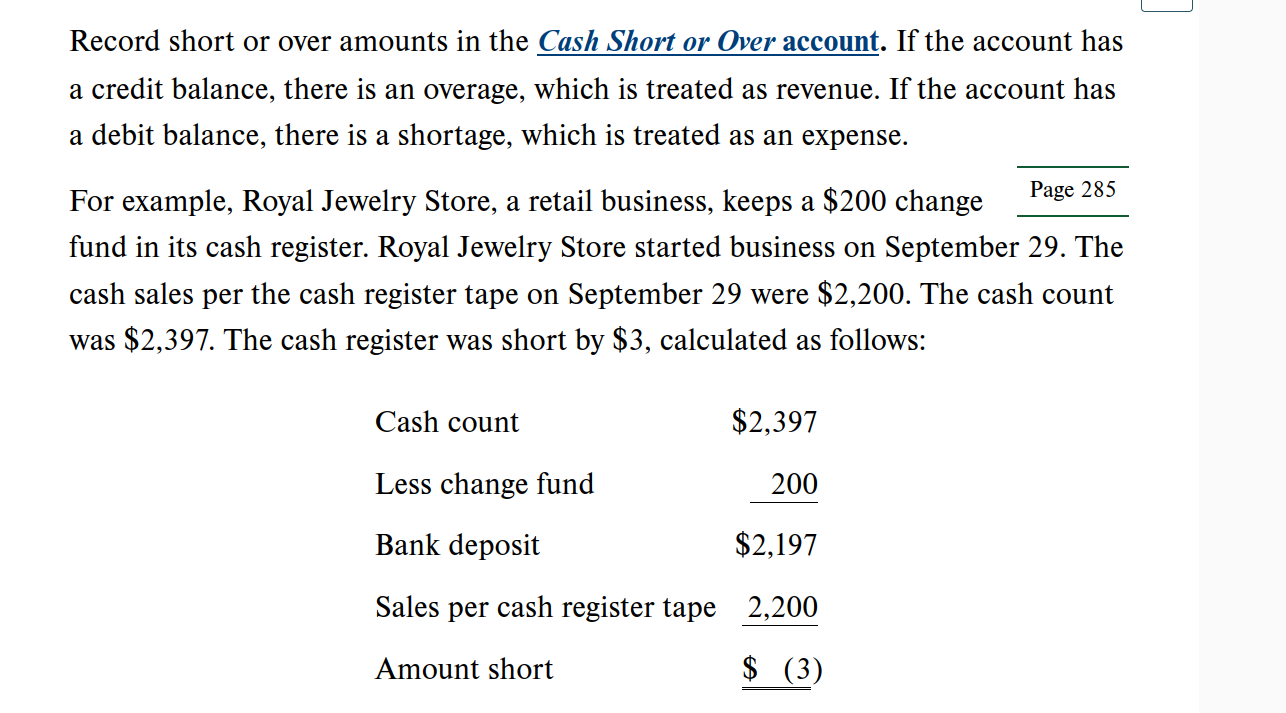 Record short or over amounts in the Cash Short or Over account. If the account has
a credit balance, there is an overage, which is treated as revenue. If the account has
a debit balance, there is a shortage, which is treated as an expense.
For example, Royal Jewelry Store, a retail business, keeps a $200 change
Page 285
fund in its cash register. Royal Jewelry Store started business on September 29. The
cash sales per the cash register tape on September 29 were $2,200. The cash count
was $2,397. The cash register was short by $3, calculated as follows:
Cash count $2,397
Less change fund 200
Bank deposit $2,197
Sales per cash register tape 2,200
Amount short $ (3)